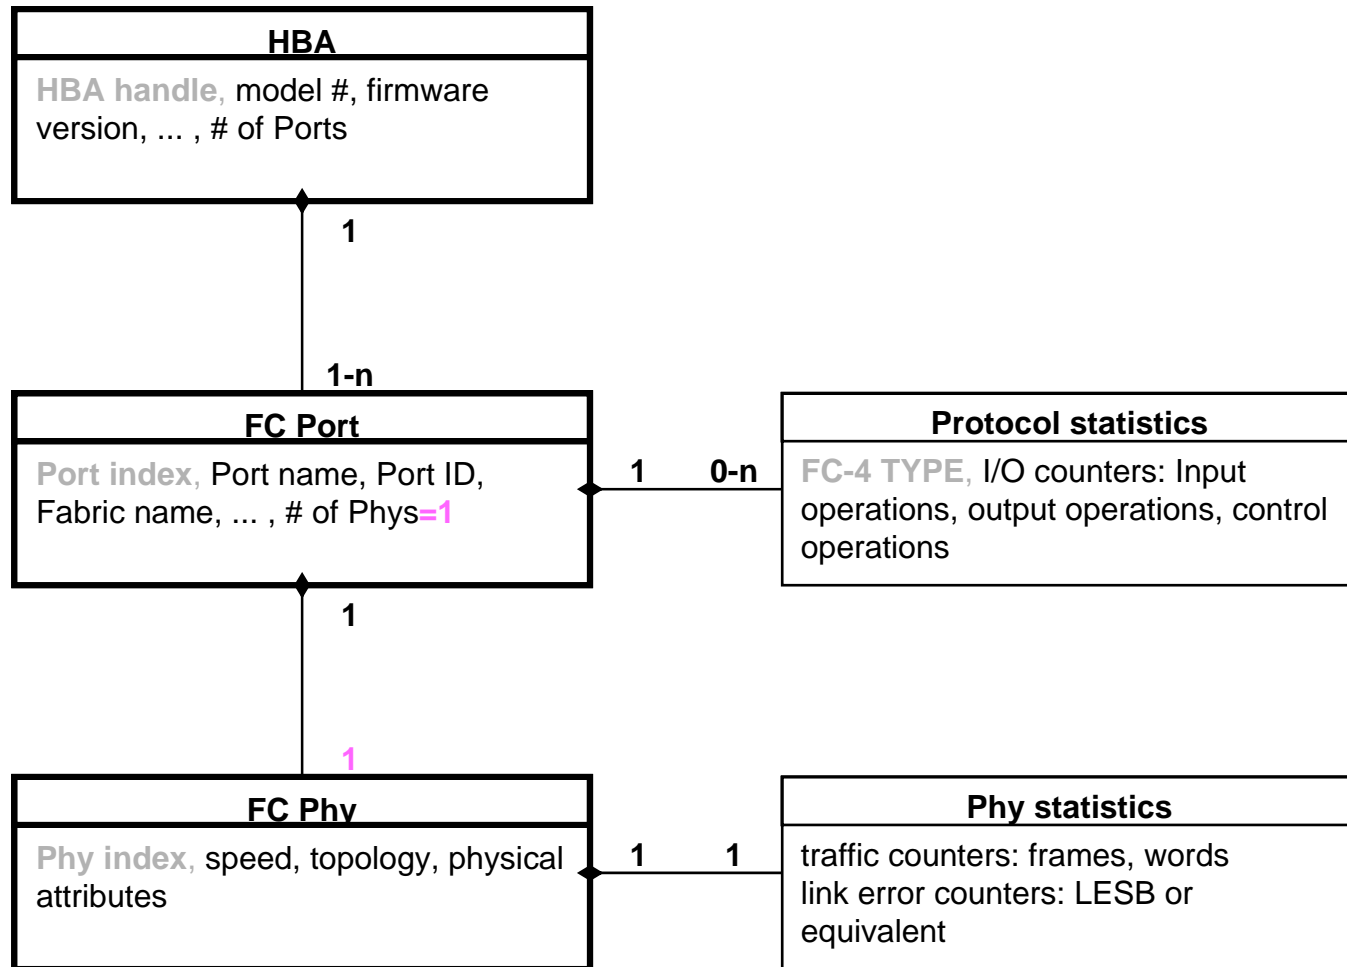 HBA
HBA handle, model #, firmware
version, ... , # of Ports
1
1-n
FC Port
Port index, Port name, Port ID,
Fabric name, ... , # of Phys=1
1 0-n
Protocol statistics
FC-4 TYPE, I/O counters: Input
operations, output operations, control
operations
1
1
FC Phy
Phy index, speed, topology, physical
attributes
1 1
Phy statistics
traffic counters: frames, words
link error counters: LESB or
equivalent